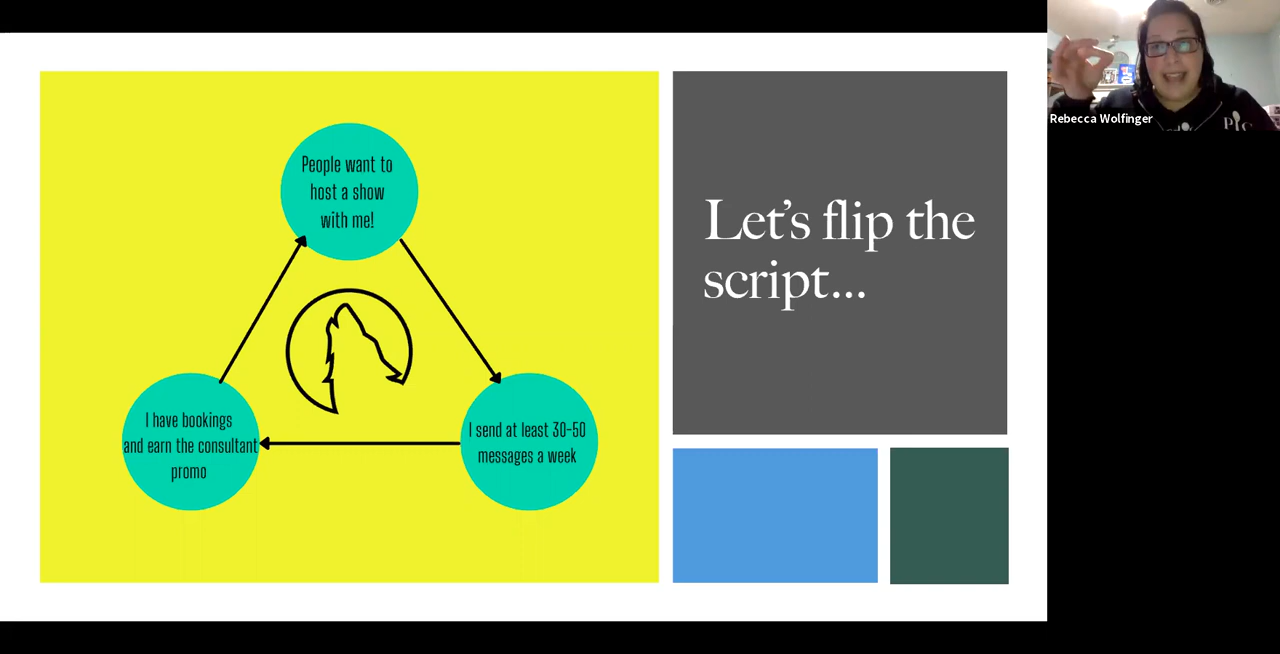 People want to
host a show
with me!
I have bookings
and earn the consultant
promo
I send at least 30-50
messages a week
Let’s flip the
script...
Rebecca Wolfinger